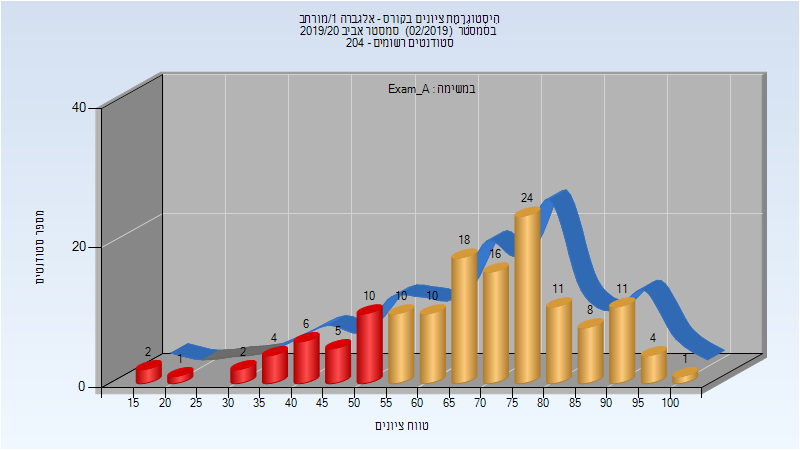 היסטוגרמת ציונים בקורס - אלגברה 1/מורחב
בסמסטר (02/2019) סמסטר אביב 2019/20
סטודנטים רשומים - 204
במשימה : Exam_A
מספר סטודנטים
40
20
0
2
1
2
4
6
5
10
10
10
18
16
24
11
8
11
4
1
15 20 25 30 35 40 45 50 55 60 65 70 75 80 85 90 95 100
טווח ציונים